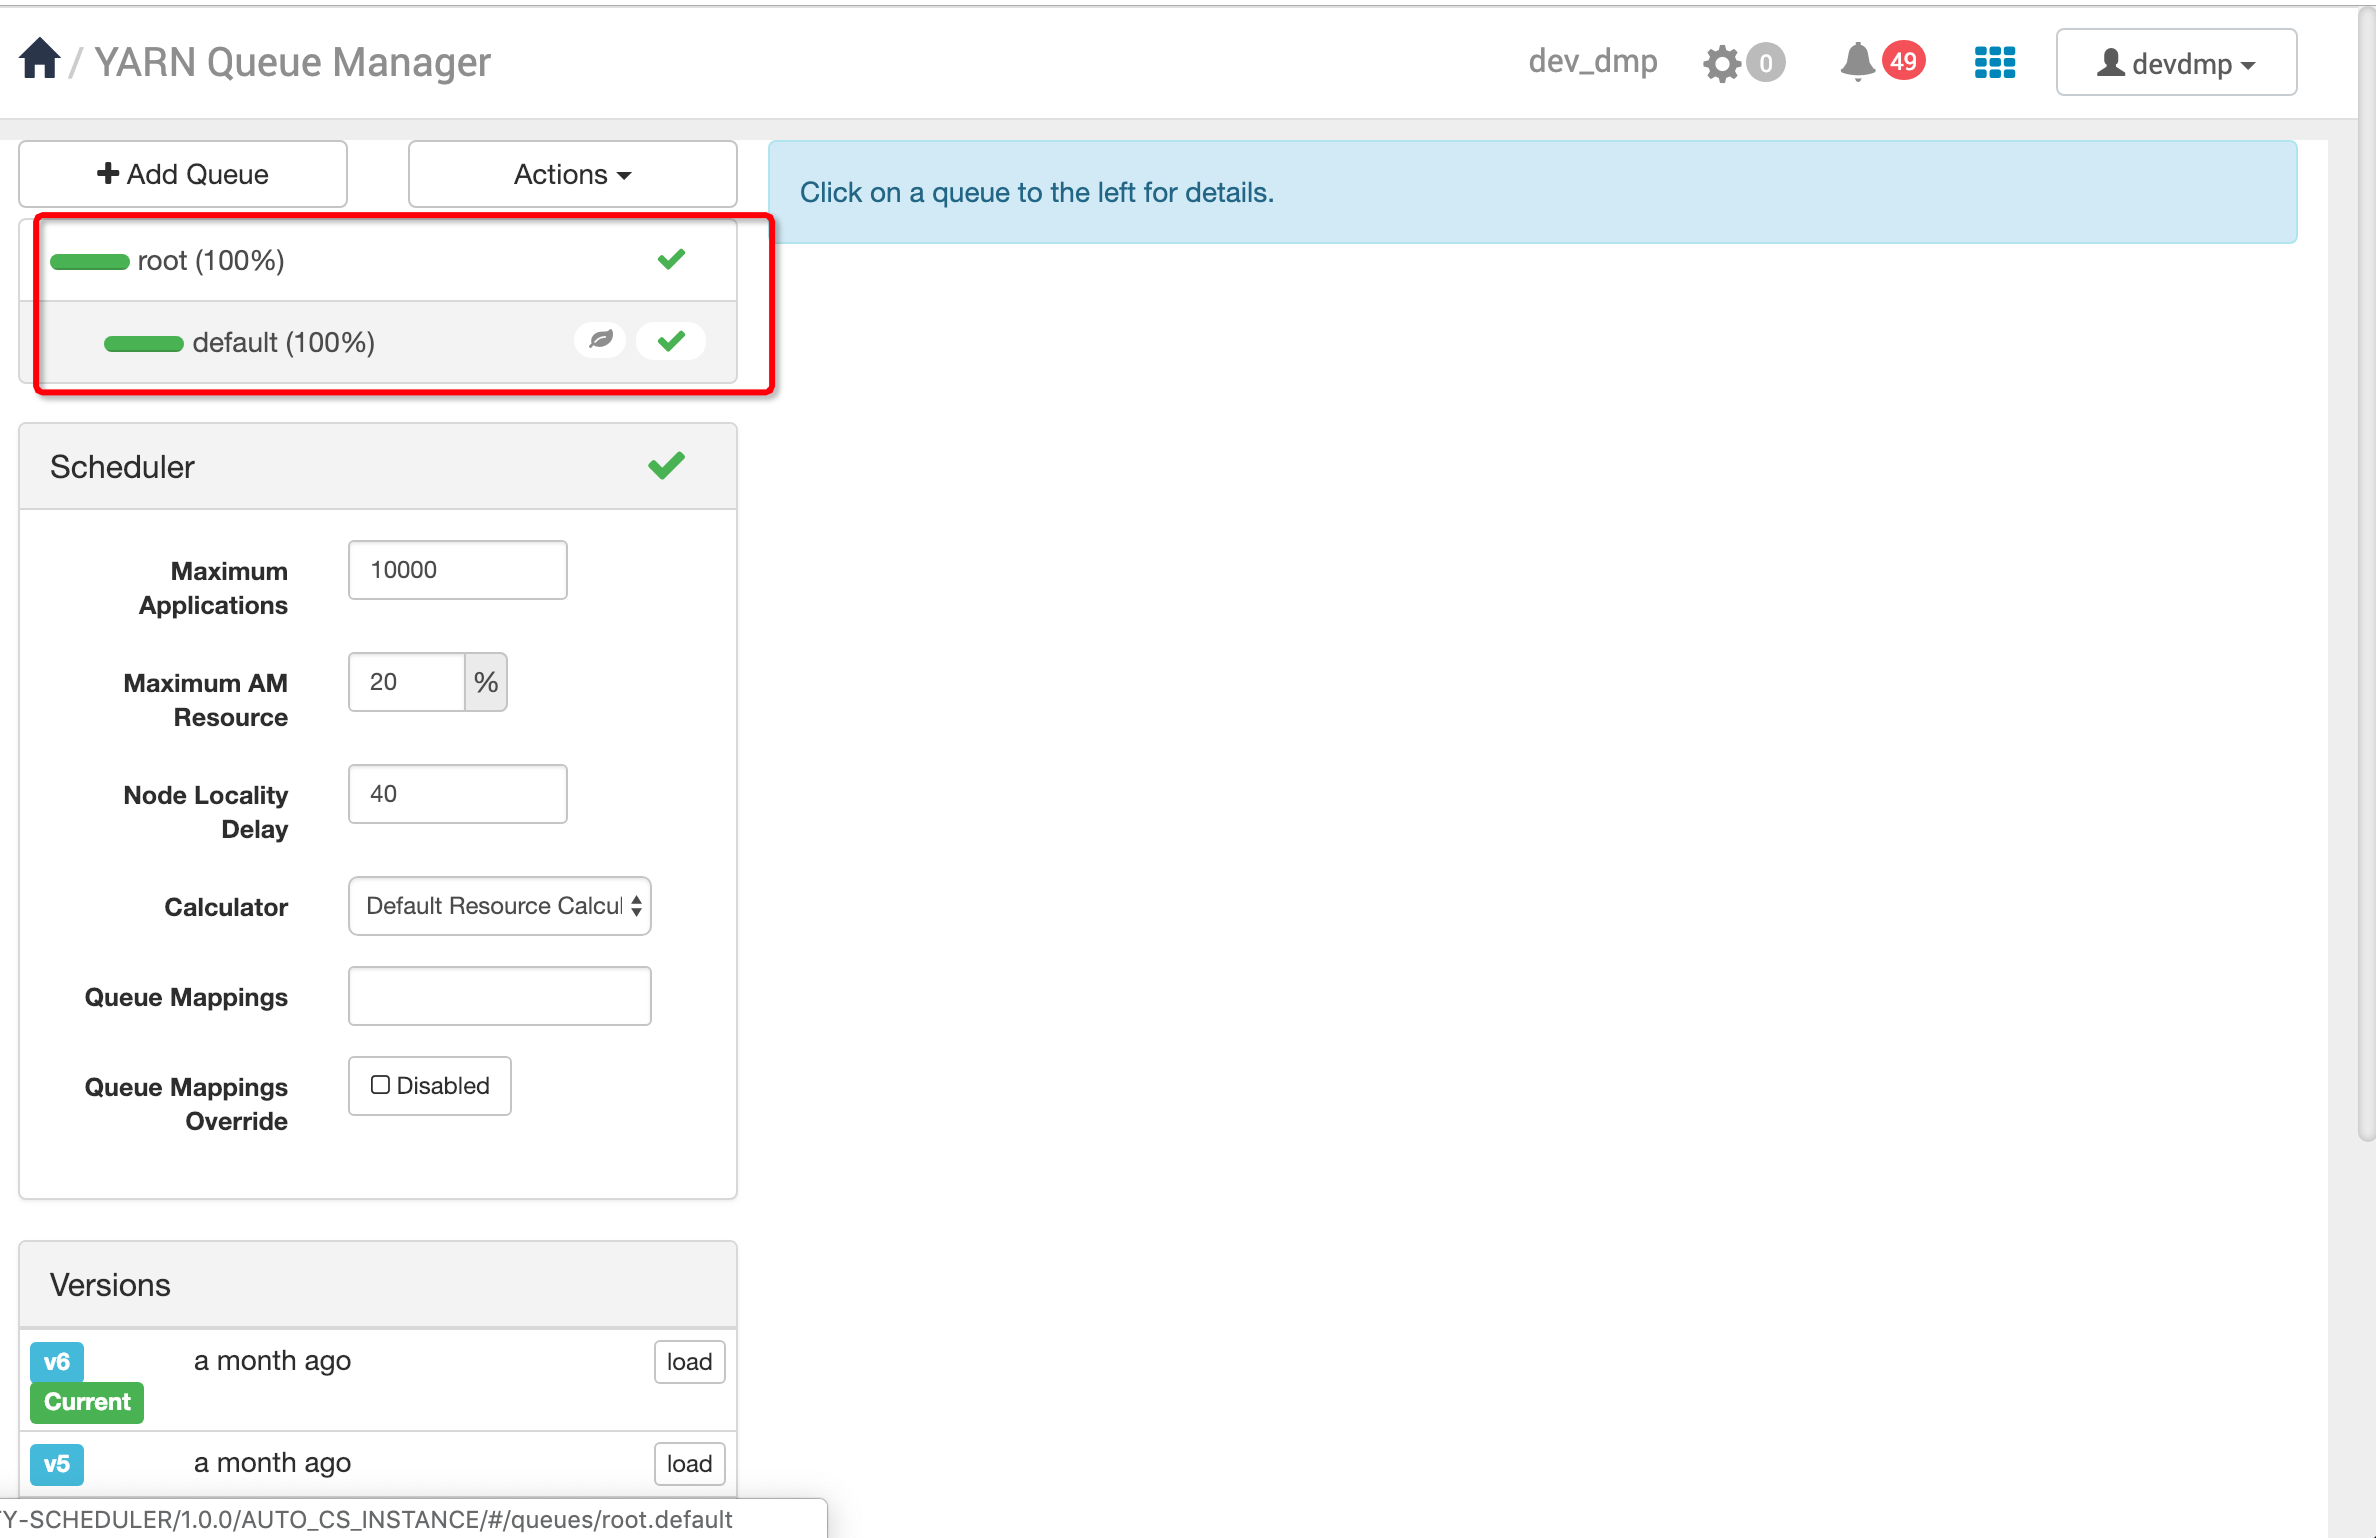 / YARN Queue Manager
dev_dmp
0
49
devdmp
Add Queue
Actions
Click on a queue to the left for details.
root (100%)
default (100%)
Scheduler
Maximum
Applications
10000
Maximum AM
Resource
20
%
Node Locality
Delay
40
Calculator
Default Resource Calcul
Queue Mappings
Queue Mappings
Override
Disabled
Versions
v6
a month ago
load
Current
v5
a month ago
load
Y-SCHEDULER/1.0.0/AUTO_CS_INSTANCE/#/queues/root.default